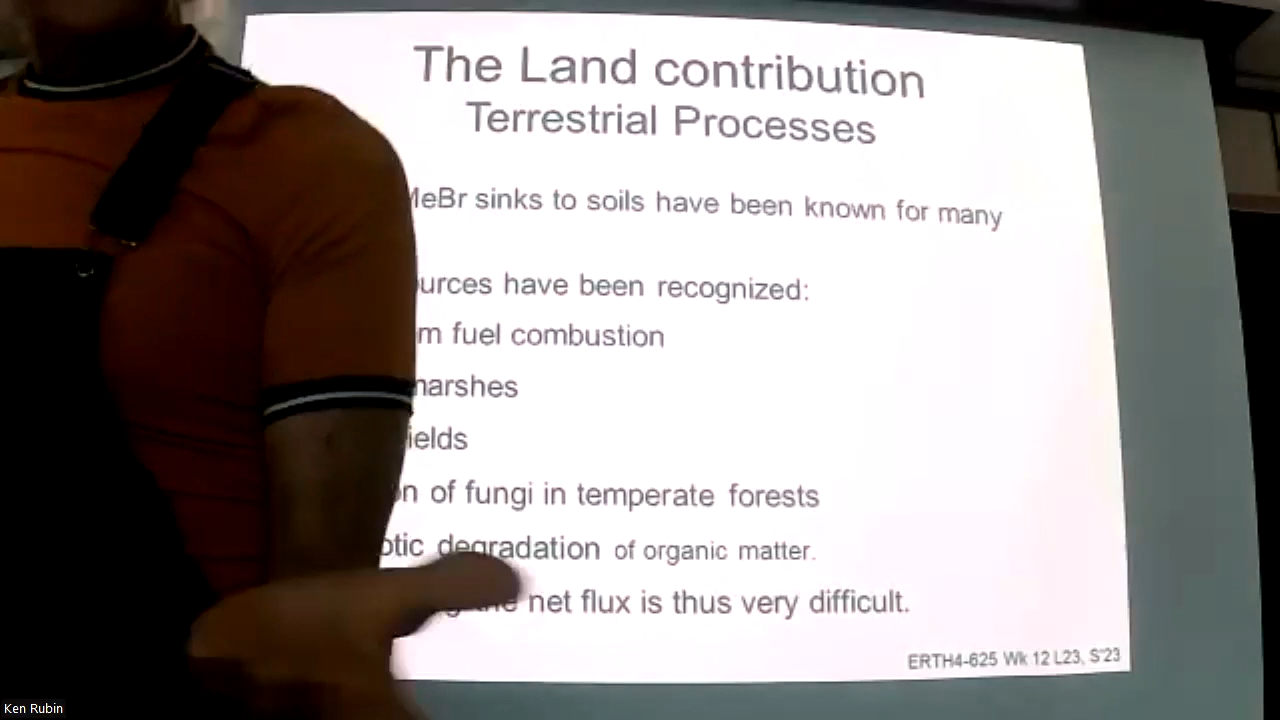 The Land contribution
Terrestrial Processes
MeBr sinks to soils have been known for many
urces have been recognized:
m fuel combustion
marshes
ields
n of fungi in temperate forests
otic degradation of organic matter.
the net flux is thus very difficult.
ERTH4-625 Wk 12 L23, S'23
Ken Rubin